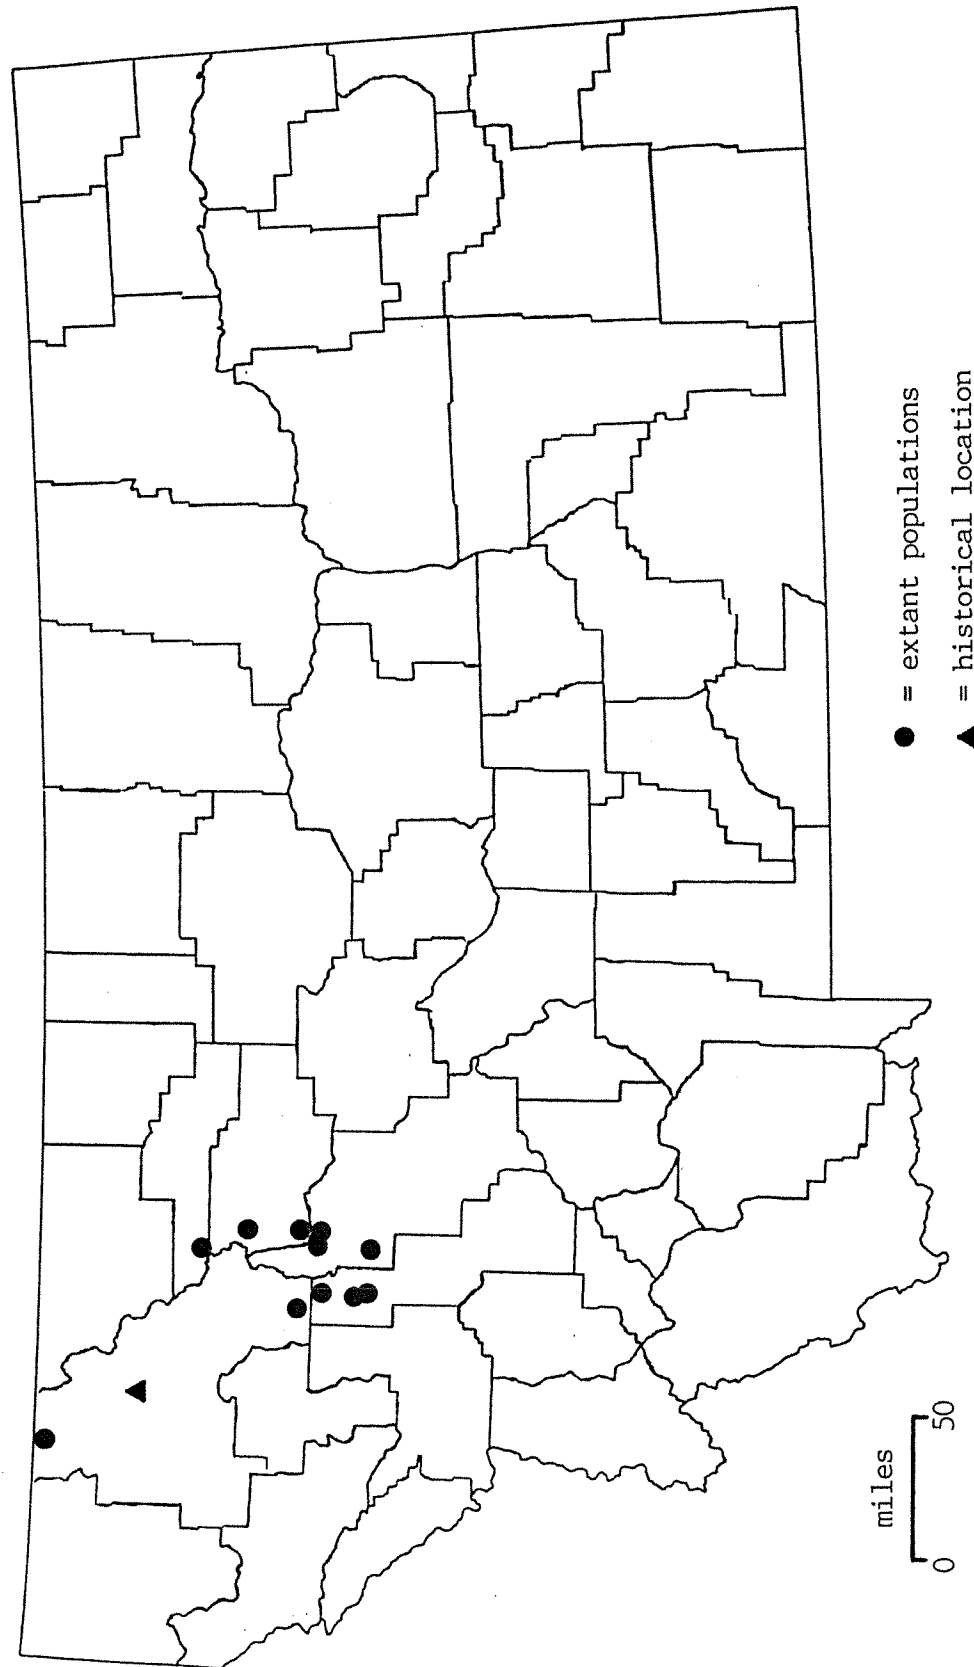 ● = extant populations
▲ = historical location
miles
0 50